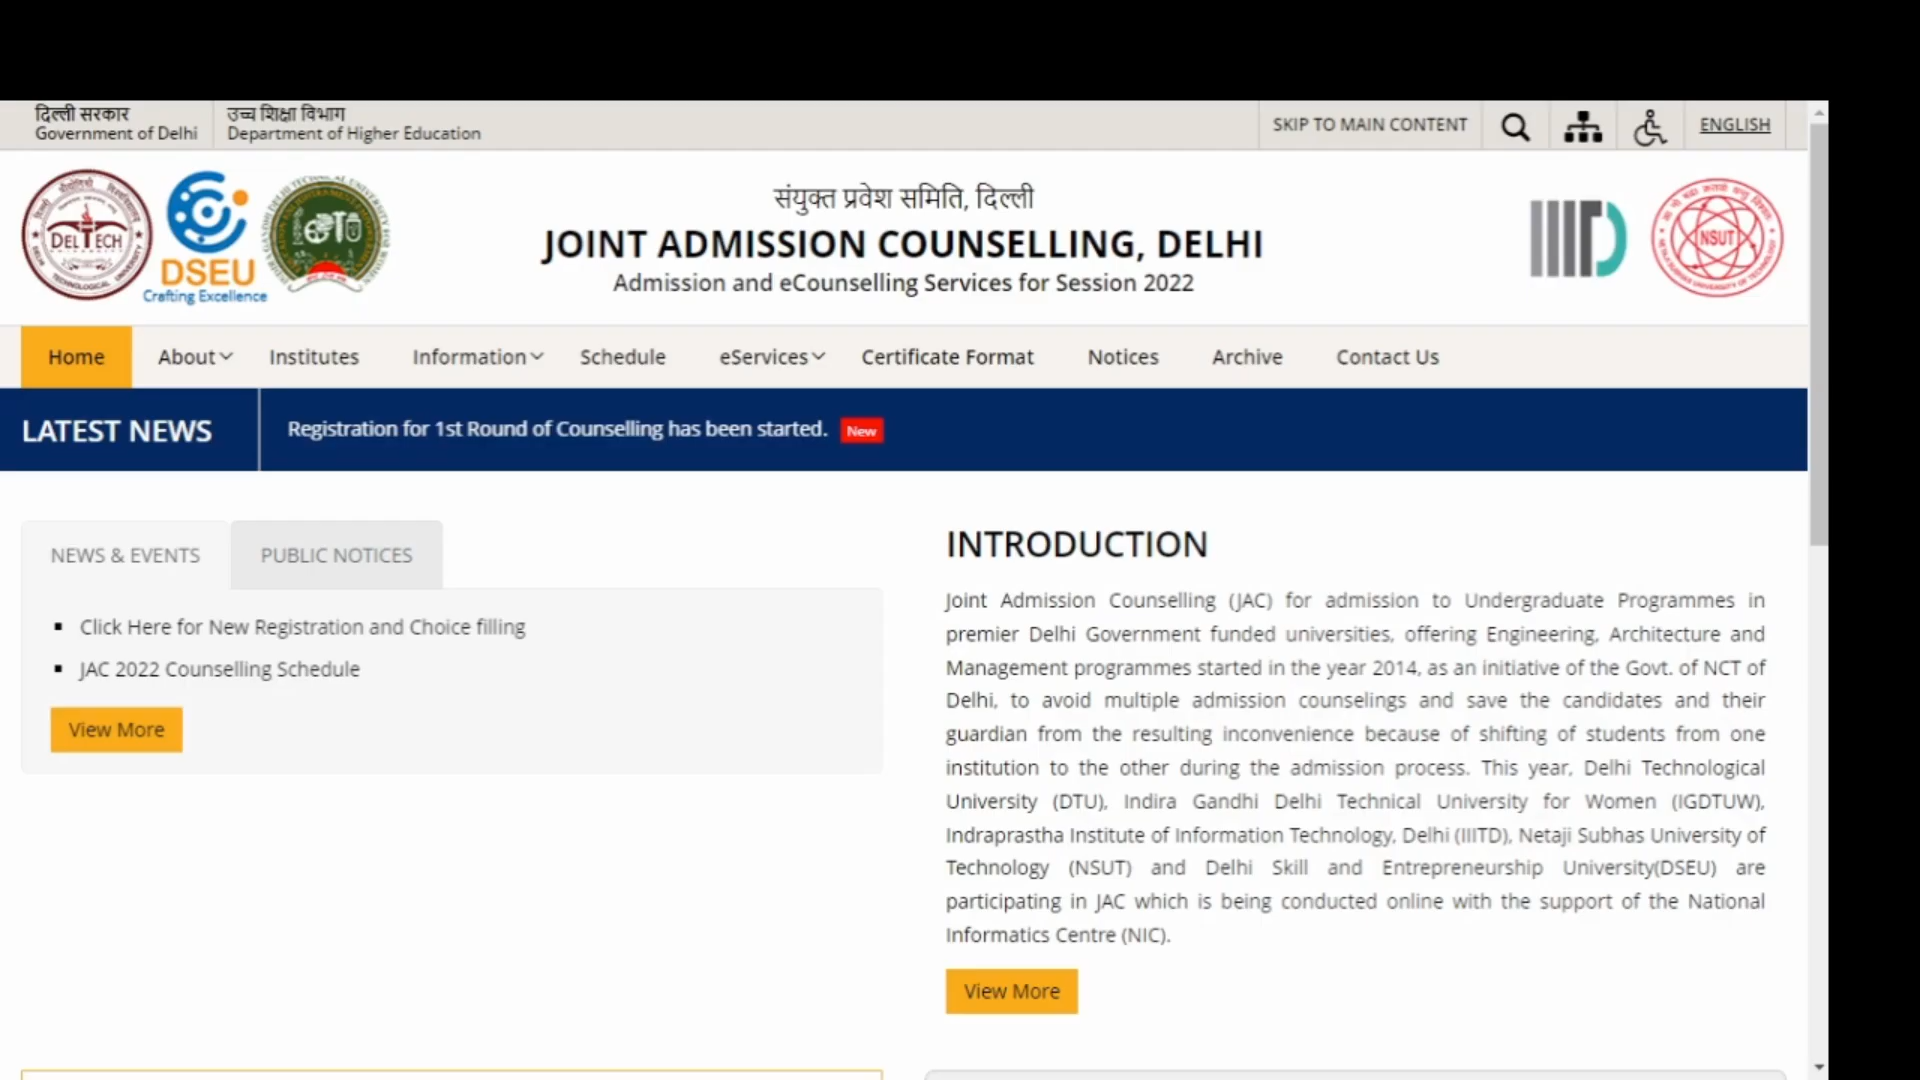 दिल्ली सरकार
Government of Delhi
उच्च शिक्षा विभाग
Department of Higher Education
SKIP TO MAIN CONTENT
ENGLISH
DELTECH
DSEU
Crafting Excellence
संयुक्त प्रवेश समिति, दिल्ली
JOINT ADMISSION COUNSELLING, DELHI
Admission and eCounselling Services for Session 2022
IIITD
NSUT
Home About Institutes Information Schedule eServices Certificate Format Notices Archive Contact Us
LATEST NEWS
Registration for 1st Round of Counselling has been started. New
NEWS & EVENTS
PUBLIC NOTICES
▪ Click Here for New Registration and Choice filling
▪ JAC 2022 Counselling Schedule
View More
INTRODUCTION
Joint Admission Counselling (JAC) for admission to Undergraduate Programmes in
premier Delhi Government funded universities, offering Engineering, Architecture and
Management programmes started in the year 2014, as an initiative of the Govt. of NCT of
Delhi, to avoid multiple admission counselings and save the candidates and their
guardian from the resulting inconvenience because of shifting of students from one
institution to the other during the admission process. This year, Delhi Technological
University (DTU), Indira Gandhi Delhi Technical University for Women (IGDTUW),
Indraprastha Institute of Information Technology, Delhi (IIITD), Netaji Subhas University of
Technology (NSUT) and Delhi Skill and Entrepreneurship University(DSEU) are
participating in JAC which is being conducted online with the support of the National
Informatics Centre (NIC).
View More